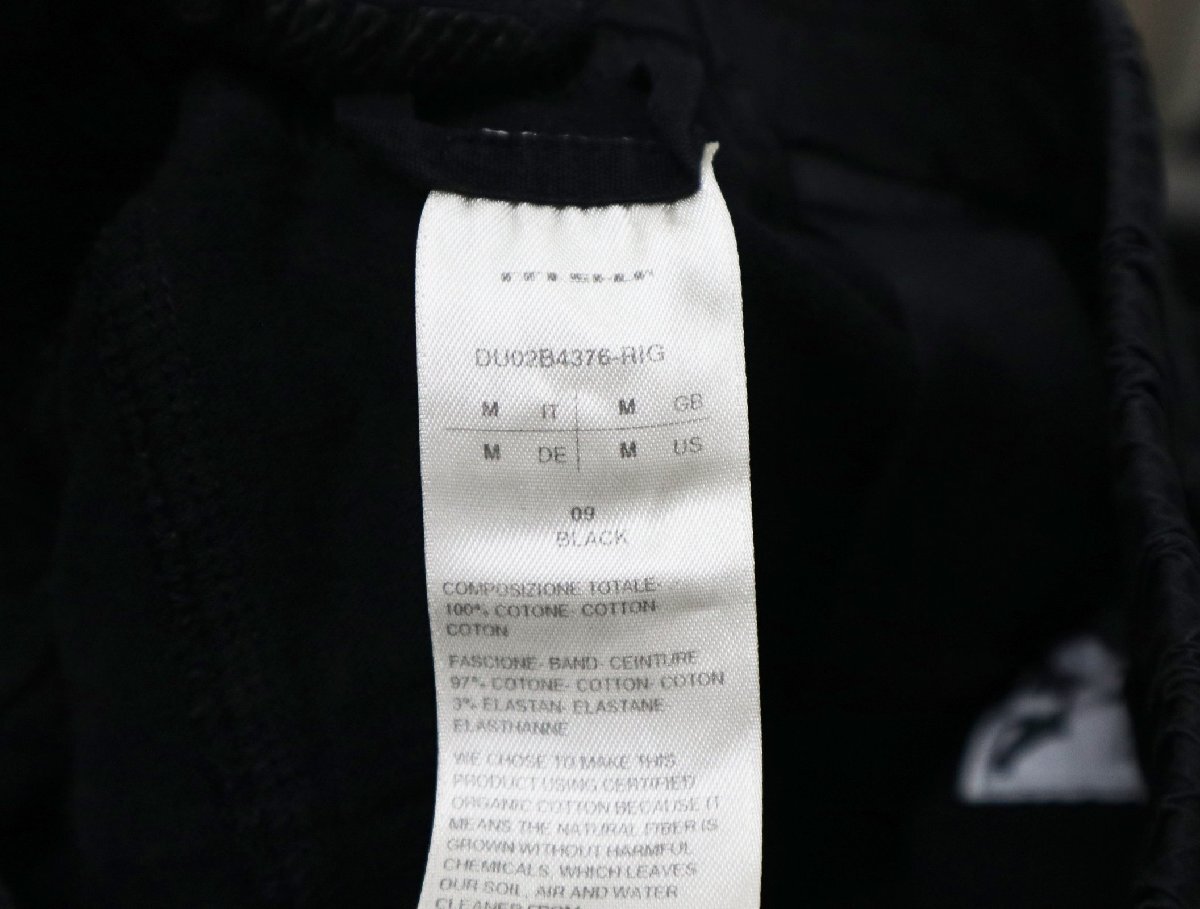 DU02B4376-RIG
M IT M GB
M DE M US
09
BLACK
COMPOSIZIONE TOTALE-
100% COTONE- COTTON
COTON
FASCIONE- BAND- CEINTURE
97% COTONE- COTTON- COTON
3% ELASTAN- ELASTANE
ELASTHANNE
WE CHOSE TO MAKE THIS
PRODUCT USING CERTIFIED
ORGANIC COTTON BECAUSE IT
MEANS THE NATURAL FIBER IS
GROWN WITHOUT HARMFUL
CHEMICALS, WHICH LEAVES
OUR SOIL, AIR AND WATER
CLEANER FROM